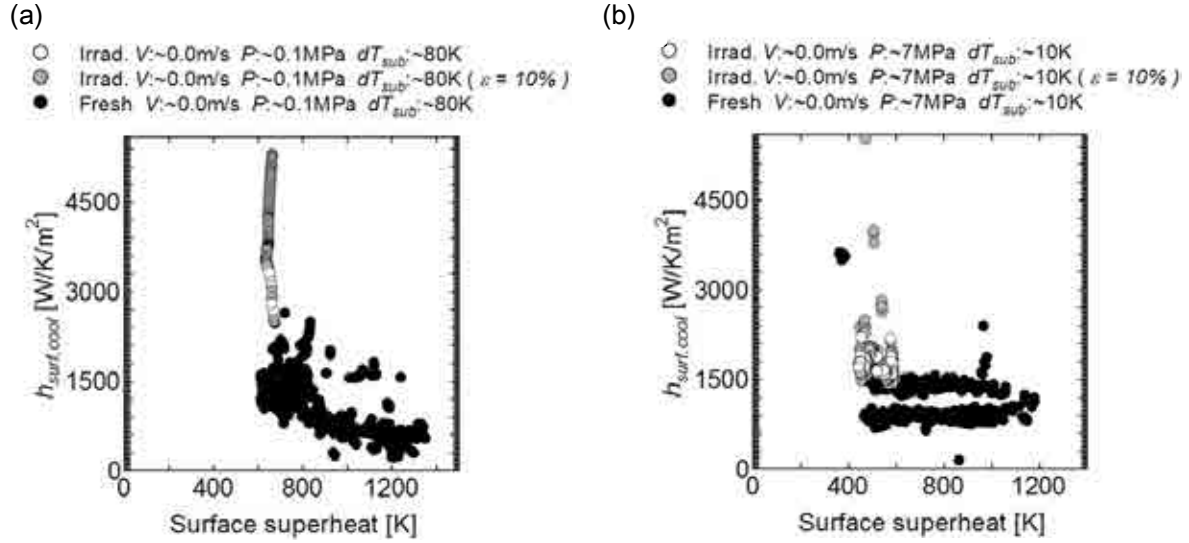 (a)
Irrad. V:~0.0m/s P:~0.1MPa dTsub:~80K
Irrad. V:~0.0m/s P:~0.1MPa dTsub:~80K ( ε = 10% )
Fresh V:~0.0m/s P:~0.1MPa dTsub:~80K
hsurf,cool [W/K/m²]
4500
3000
1500
0
0 400 800 1200
Surface superheat [K]
(b)
Irrad. V:~0.0m/s P:~7MPa dTsub:~10K
Irrad. V:~0.0m/s P:~7MPa dTsub:~10K ( ε = 10%)
Fresh V:~0.0m/s P:~7MPa dTsub:~10K
hsurf,cool [W/K/m²]
4500
3000
1500
0
0 400 800 1200
Surface superheat [K]